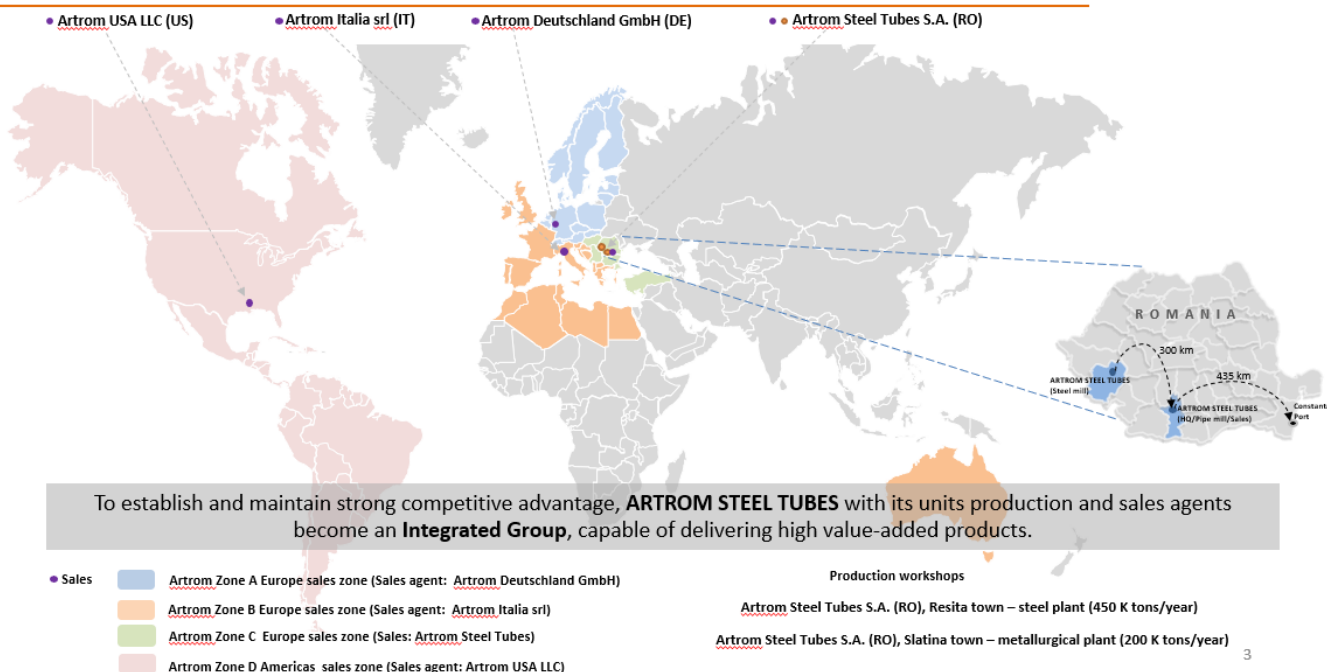 Artrom USA LLC (US)
Artrom Italia srl (IT)
Artrom Deutschland GmbH (DE)
Artrom Steel Tubes S.A. (RO)
ROMANIA
300 km
435 km
ARTROM STEEL TUBES
(Steel mill)
ARTROM STEEL TUBES
(HQ/Pipe mill/Sales)
Constanta
Port
To establish and maintain strong competitive advantage, ARTROM STEEL TUBES with its units production and sales agents
become an Integrated Group, capable of delivering high value-added products.
Sales
Artrom Zone A Europe sales zone (Sales agent: Artrom Deutschland GmbH)
Artrom Zone B Europe sales zone (Sales agent: Artrom Italia srl)
Artrom Zone C Europe sales zone (Sales: Artrom Steel Tubes)
Artrom Zone D Americas sales zone (Sales agent: Artrom USA LLC)
Production workshops
Artrom Steel Tubes S.A. (RO), Resita town – steel plant (450 K tons/year)
Artrom Steel Tubes S.A. (RO), Slatina town – metallurgical plant (200 K tons/year)
3